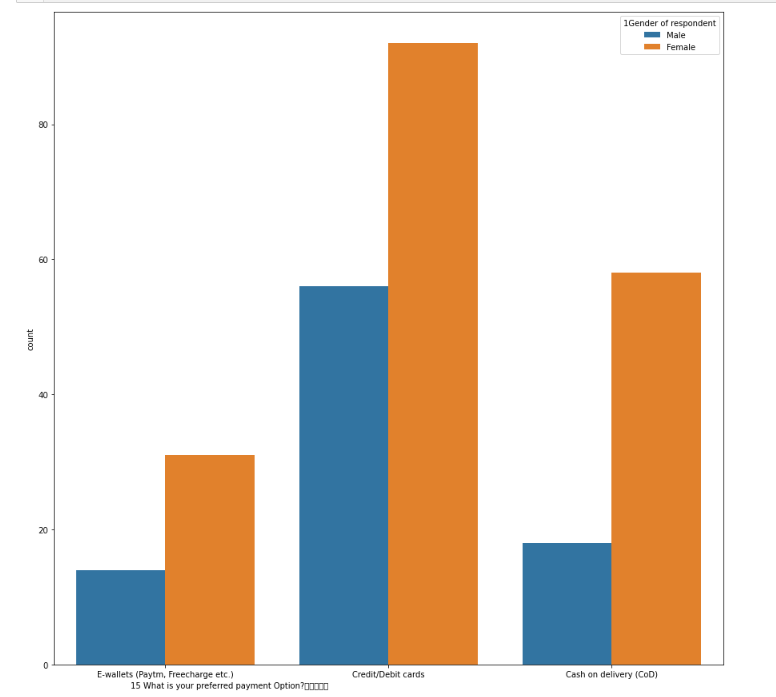 1Gender of respondent
Male
Female
80
60
40
20
0
count
E-wallets (Paytm, Freecharge etc.) Credit/Debit cards Cash on delivery (CoD)
15 What is your preferred payment Option?